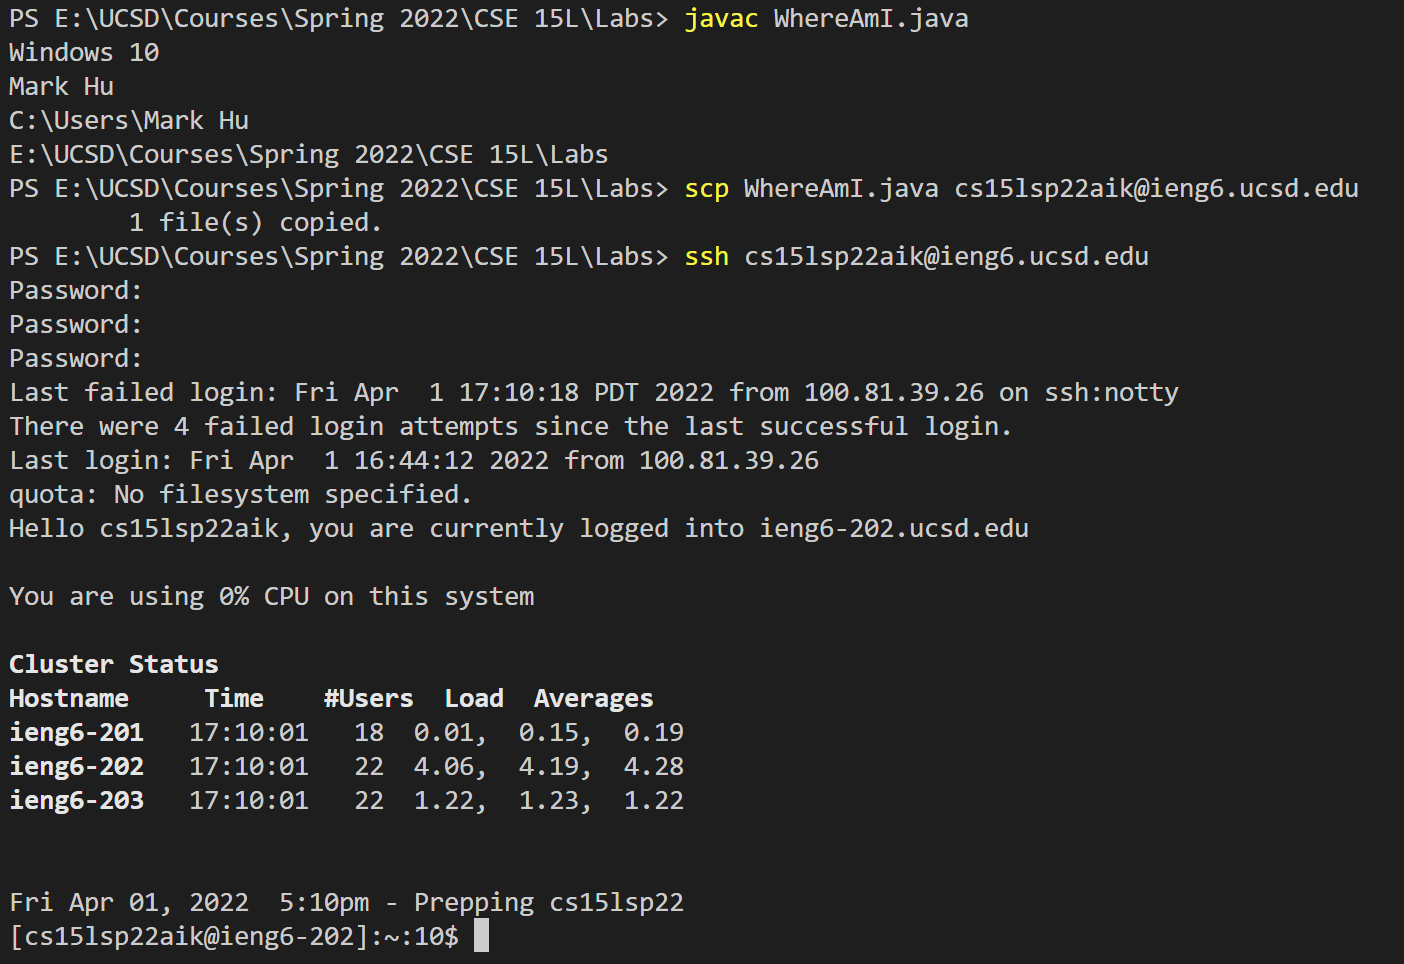 PS E:\UCSD\Courses\Spring 2022\CSE 15L\Labs> javac WhereAmI.java
Windows 10
Mark Hu
C:\Users\Mark Hu
E:\UCSD\Courses\Spring 2022\CSE 15L\Labs
PS E:\UCSD\Courses\Spring 2022\CSE 15L\Labs> scp WhereAmI.java cs15lsp22aik@ieng6.ucsd.edu
        1 file(s) copied.
PS E:\UCSD\Courses\Spring 2022\CSE 15L\Labs> ssh cs15lsp22aik@ieng6.ucsd.edu
Password:
Password:
Password:
Last failed login: Fri Apr  1 17:10:18 PDT 2022 from 100.81.39.26 on ssh:notty
There were 4 failed login attempts since the last successful login.
Last login: Fri Apr  1 16:44:12 2022 from 100.81.39.26
quota: No filesystem specified.
Hello cs15lsp22aik, you are currently logged into ieng6-202.ucsd.edu
You are using 0% CPU on this system
Cluster Status
Hostname     Time    #Users  Load  Averages
ieng6-201   17:10:01   18  0.01,  0.15,  0.19
ieng6-202   17:10:01   22  4.06,  4.19,  4.28
ieng6-203   17:10:01   22  1.22,  1.23,  1.22
Fri Apr 01, 2022  5:10pm - Prepping cs15lsp22
[cs15lsp22aik@ieng6-202]:~:10$